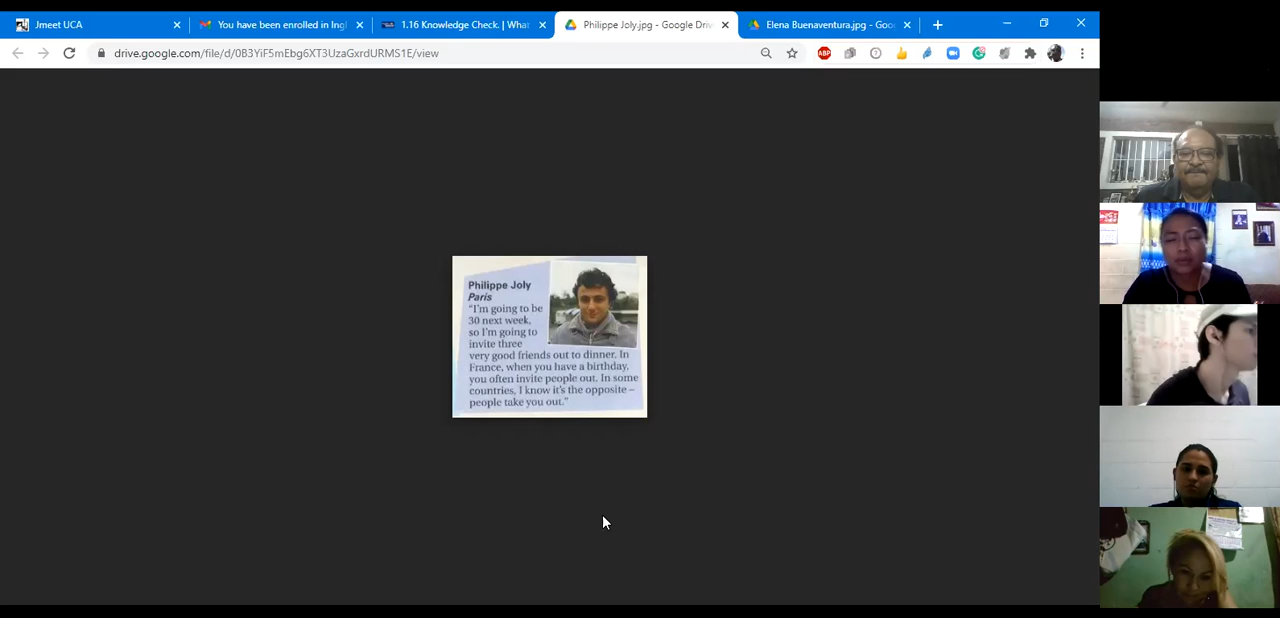 Jmeet UCA
You have been enrolled in Ingl
1.16 Knowledge Check. | What
Philippe Joly.jpg - Google Driv
Elena Buenaventura.jpg - Goo
drive.google.com/file/d/0B3YiF5mEbg6XT3UzaGxrdURMS1E/view
ABP
Philippe Joly
Paris
"I'm going to be
30 next week,
so I'm going to
invite three
very good friends out to dinner. In
France, when you have a birthday,
you often invite people out. In some
countries, I know it's the opposite –
people take you out."